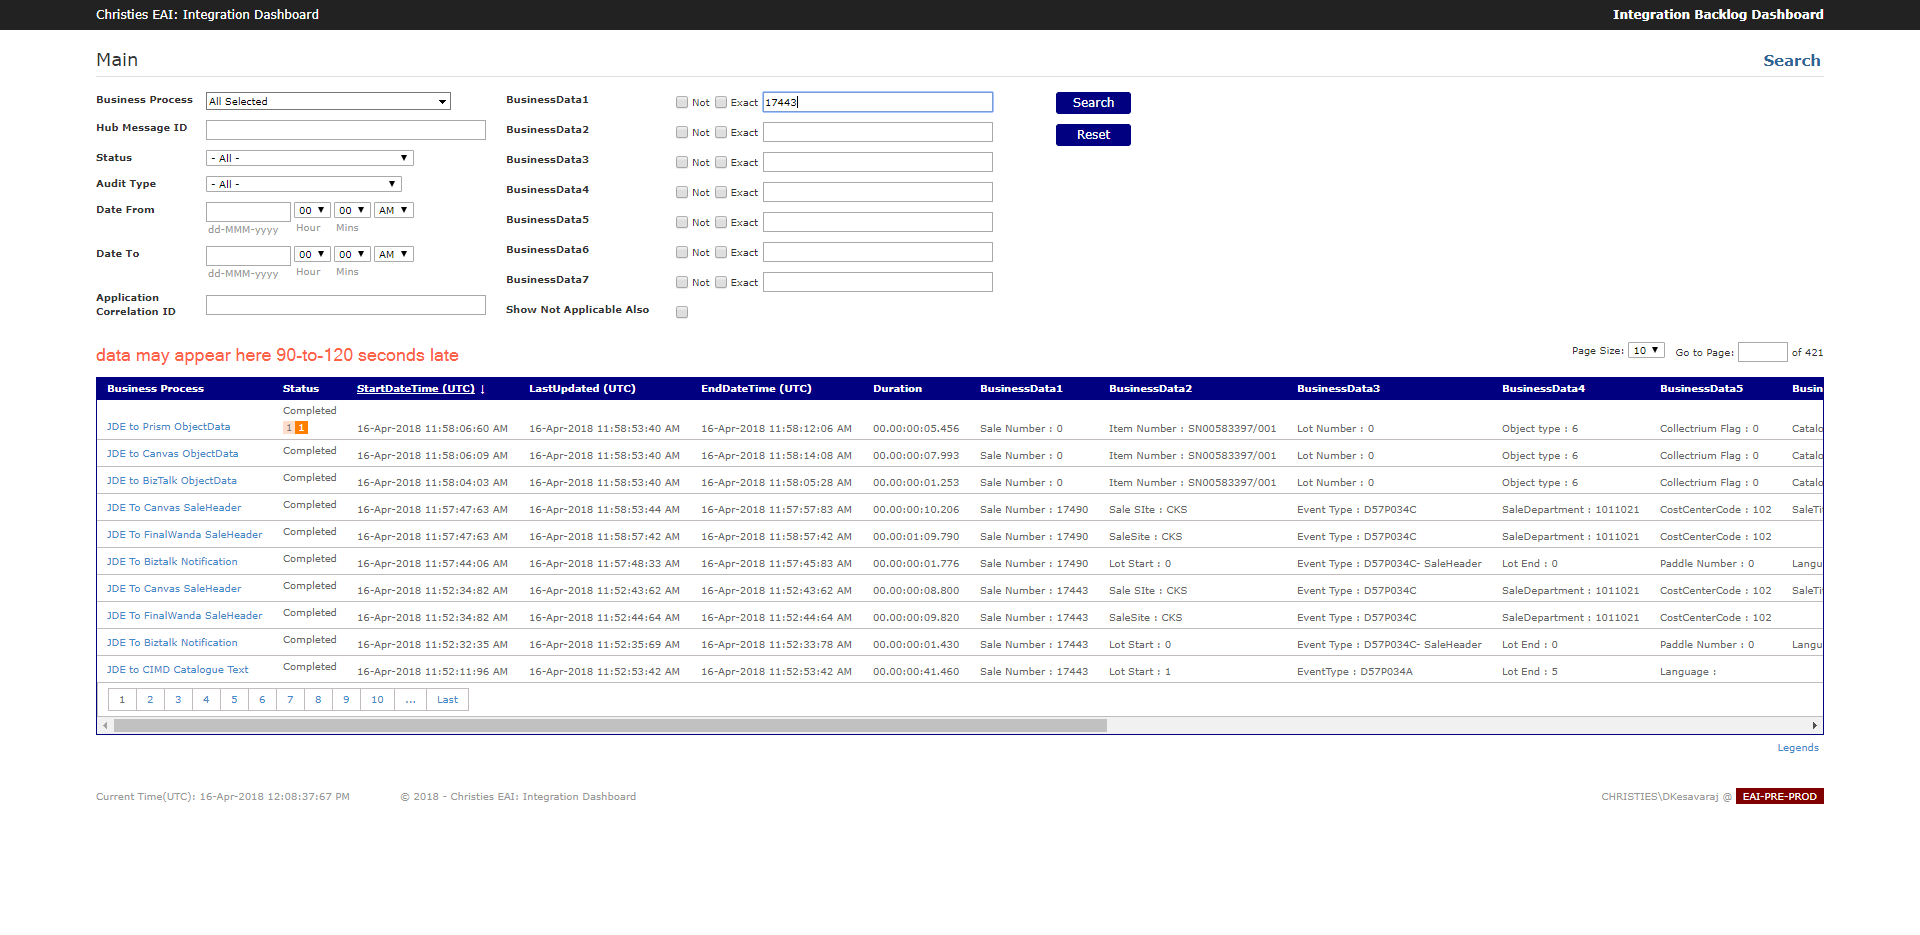 Christies EAI: Integration Dashboard Integration Backlog Dashboard
Main Search
Business Process All Selected BusinessData1 Not Exact 17443 Search
Hub Message ID BusinessData2 Not Exact Reset
Status - All - BusinessData3 Not Exact
Audit Type - All - BusinessData4 Not Exact
Date From 00 00 AM BusinessData5 Not Exact
dd-MMM-yyyy Hour Mins
Date To 00 00 AM BusinessData6 Not Exact
dd-MMM-yyyy Hour Mins BusinessData7 Not Exact
Application
Correlation ID Show Not Applicable Also
data may appear here 90-to-120 seconds late Page Size: 10 Go to Page: of 421
Business Process Status StartDateTime (UTC) ↓ LastUpdated (UTC) EndDateTime (UTC) Duration BusinessData1 BusinessData2 BusinessData3 BusinessData4 BusinessData5 Busin
JDE to Prism ObjectData Completed 1 1 16-Apr-2018 11:58:06:60 AM 16-Apr-2018 11:58:53:40 AM 16-Apr-2018 11:58:12:06 AM 00.00:00:05.456 Sale Number : 0 Item Number : SN00583397/001 Lot Number : 0 Object type : 6 Collectrium Flag : 0 Catalo
JDE to Canvas ObjectData Completed 16-Apr-2018 11:58:06:09 AM 16-Apr-2018 11:58:53:40 AM 16-Apr-2018 11:58:14:08 AM 00.00:00:07.993 Sale Number : 0 Item Number : SN00583397/001 Lot Number : 0 Object type : 6 Collectrium Flag : 0 Catalo
JDE to BizTalk ObjectData Completed 16-Apr-2018 11:58:04:03 AM 16-Apr-2018 11:58:53:40 AM 16-Apr-2018 11:58:05:28 AM 00.00:00:01.253 Sale Number : 0 Item Number : SN00583397/001 Lot Number : 0 Object type : 6 Collectrium Flag : 0 Catalo
JDE To Canvas SaleHeader Completed 16-Apr-2018 11:57:47:63 AM 16-Apr-2018 11:58:53:44 AM 16-Apr-2018 11:57:57:83 AM 00.00:00:10.206 Sale Number : 17490 Sale SIte : CKS Event Type : D57P034C SaleDepartment : 1011021 CostCenterCode : 102 SaleTi
JDE To FinalWanda SaleHeader Completed 16-Apr-2018 11:57:47:63 AM 16-Apr-2018 11:58:57:42 AM 16-Apr-2018 11:58:57:42 AM 00.00:01:09.790 Sale Number : 17490 SaleSite : CKS Event Type : D57P034C SaleDepartment : 1011021 CostCenterCode : 102
JDE To Biztalk Notification Completed 16-Apr-2018 11:57:44:06 AM 16-Apr-2018 11:57:48:33 AM 16-Apr-2018 11:57:45:83 AM 00.00:00:01.776 Sale Number : 17490 Lot Start : 0 Event Type : D57P034C- SaleHeader Lot End : 0 Paddle Number : 0 Langu
JDE To Canvas SaleHeader Completed 16-Apr-2018 11:52:34:82 AM 16-Apr-2018 11:52:43:62 AM 16-Apr-2018 11:52:43:62 AM 00.00:00:08.800 Sale Number : 17443 Sale SIte : CKS Event Type : D57P034C SaleDepartment : 1011021 CostCenterCode : 102 SaleTi
JDE To FinalWanda SaleHeader Completed 16-Apr-2018 11:52:34:82 AM 16-Apr-2018 11:52:44:64 AM 16-Apr-2018 11:52:44:64 AM 00.00:00:09.820 Sale Number : 17443 SaleSite : CKS Event Type : D57P034C SaleDepartment : 1011021 CostCenterCode : 102
JDE To Biztalk Notification Completed 16-Apr-2018 11:52:32:35 AM 16-Apr-2018 11:52:35:69 AM 16-Apr-2018 11:52:33:78 AM 00.00:00:01.430 Sale Number : 17443 Lot Start : 0 Event Type : D57P034C- SaleHeader Lot End : 0 Paddle Number : 0 Langu
JDE to CIMD Catalogue Text Completed 16-Apr-2018 11:52:11:96 AM 16-Apr-2018 11:52:53:42 AM 16-Apr-2018 11:52:53:42 AM 00.00:00:41.460 Sale Number : 17443 Lot Start : 1 EventType : D57P034A Lot End : 5 Language :
1 2 3 4 5 6 7 8 9 10 ... Last
Legends
Current Time(UTC): 16-Apr-2018 12:08:37:67 PM © 2018 - Christies EAI: Integration Dashboard CHRISTIES\DKesavaraj @ EAI-PRE-PROD